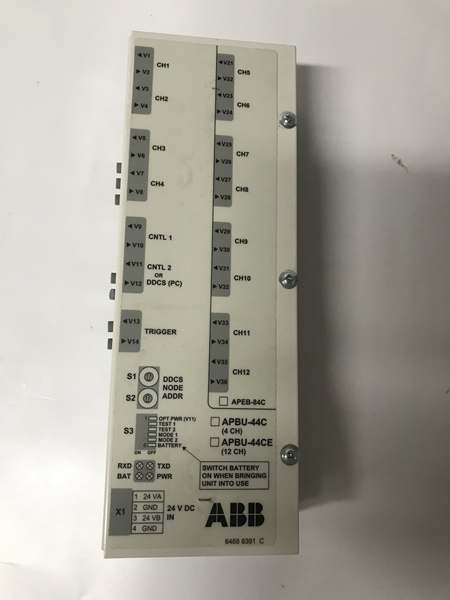 ◄V1
►V2
CH1
◄V3
►V4
CH2
◄V5
►V6
CH3
◄V7
►V8
CH4
◄V9
►V10
CNTL 1
◄V11
►V12
CNTL 2
OR
DDCS (PC)
◄V13
►V14
TRIGGER
◄V21
►V22
CH5
◄V23
►V24
CH6
◄V25
►V26
CH7
◄V27
►V28
CH8
◄V29
►V30
CH9
◄V31
►V32
CH10
◄V33
►V34
CH11
►V36
CH12
S1
S2
DDCS
NODE
ADDR
APEB-84C
APBU-44C
(4 CH)
APBU-44CE
(12 CH)
S3
OPT PWR (V11)
TEST 1
TEST 2
MODE 1
MODE 2
BATTERY
ON OFF
RXD TXD
BAT PWR
SWITCH BATTERY
ON WHEN BRINGING
UNIT INTO USE
X1
1 24 VA
2 GND
3 24 VB
4 GND
24 V DC
IN
ABB
6468 8391 C